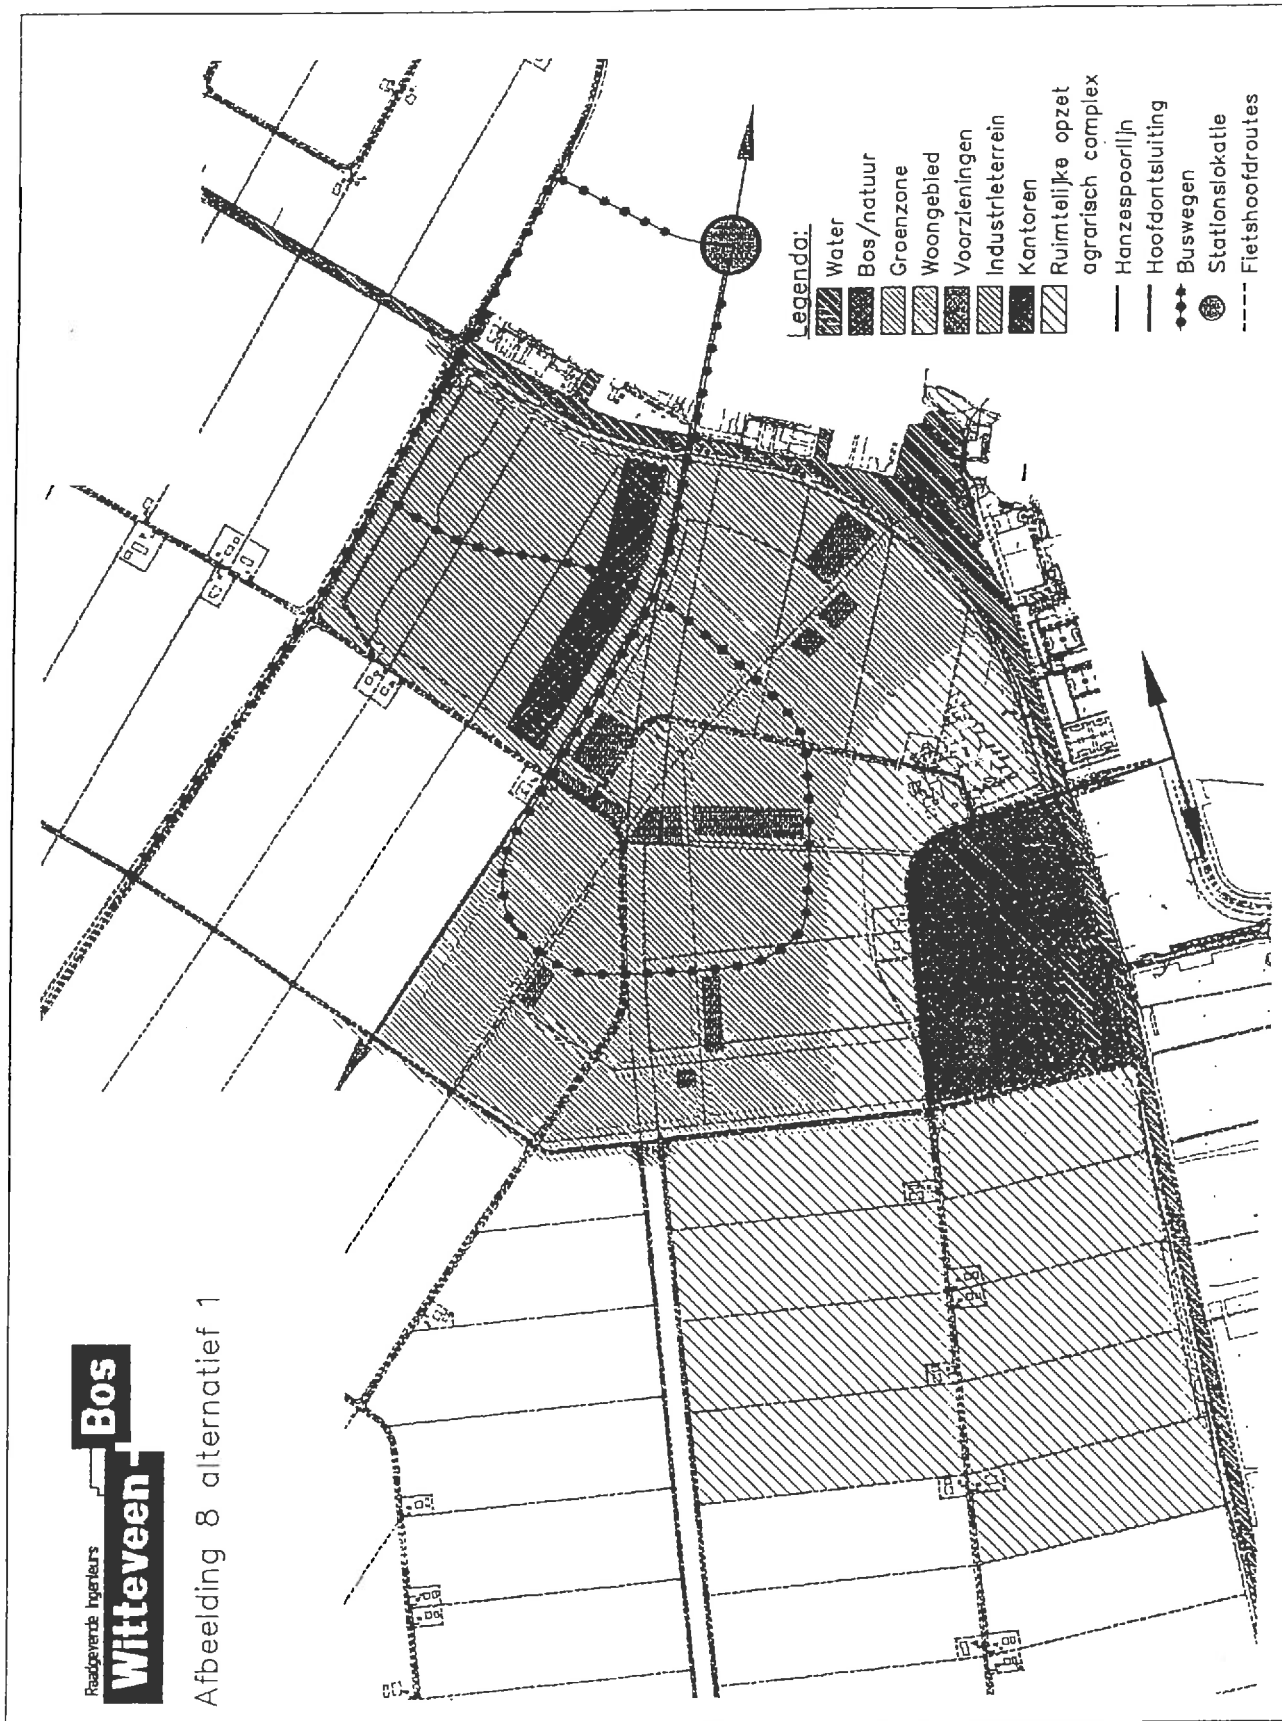 Raadgevende Ingenieurs
Witteveen
Bos
Afbeelding 8 alternatief 1
Legenda:
Water
Bos/natuur
Groenzone
Woongebied
Voorzieningen
Industrieterrein
Kantoren
Ruimtelijke opzet
agrarisch complex
Hanzespoorlijn
Hoofdontsluiting
Buswegen
Stationslokatie
Fietshoofdroutes